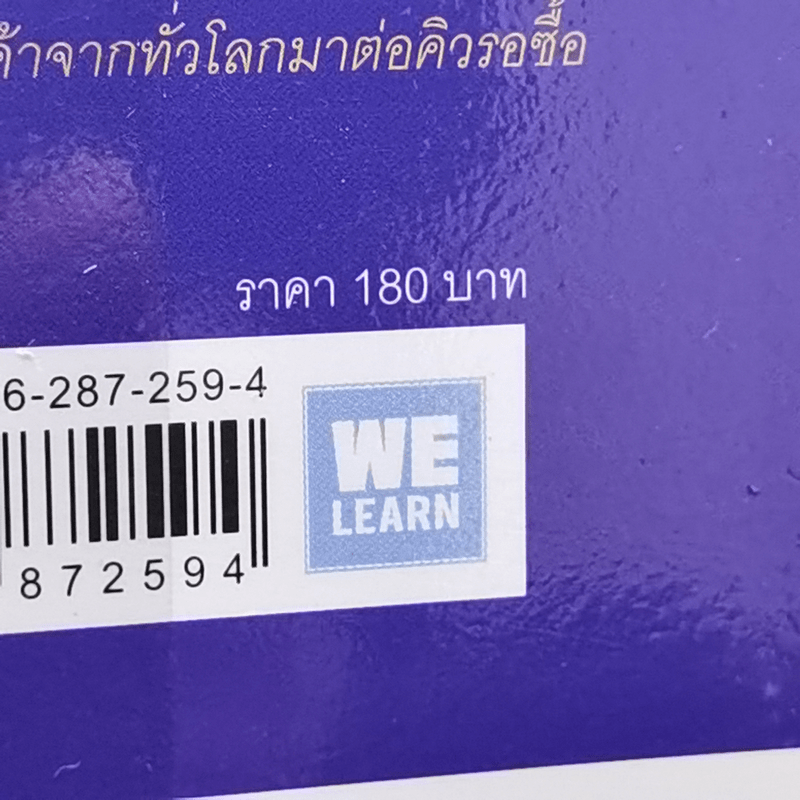 ค้าจากทั่วโลกมาต่อคิวรอซื้อ
ราคา 180 บาท
6-287-259-4
872594
WE
LEARN